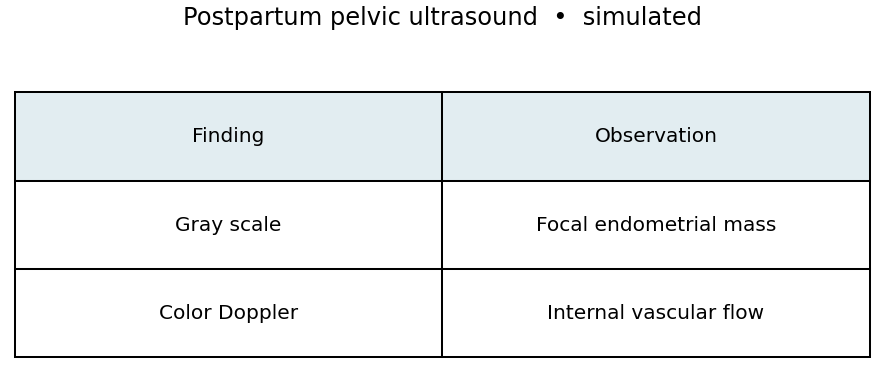 Postpartum pelvic ultrasound • simulated
Finding Observation
Gray scale Focal endometrial mass
Color Doppler Internal vascular flow